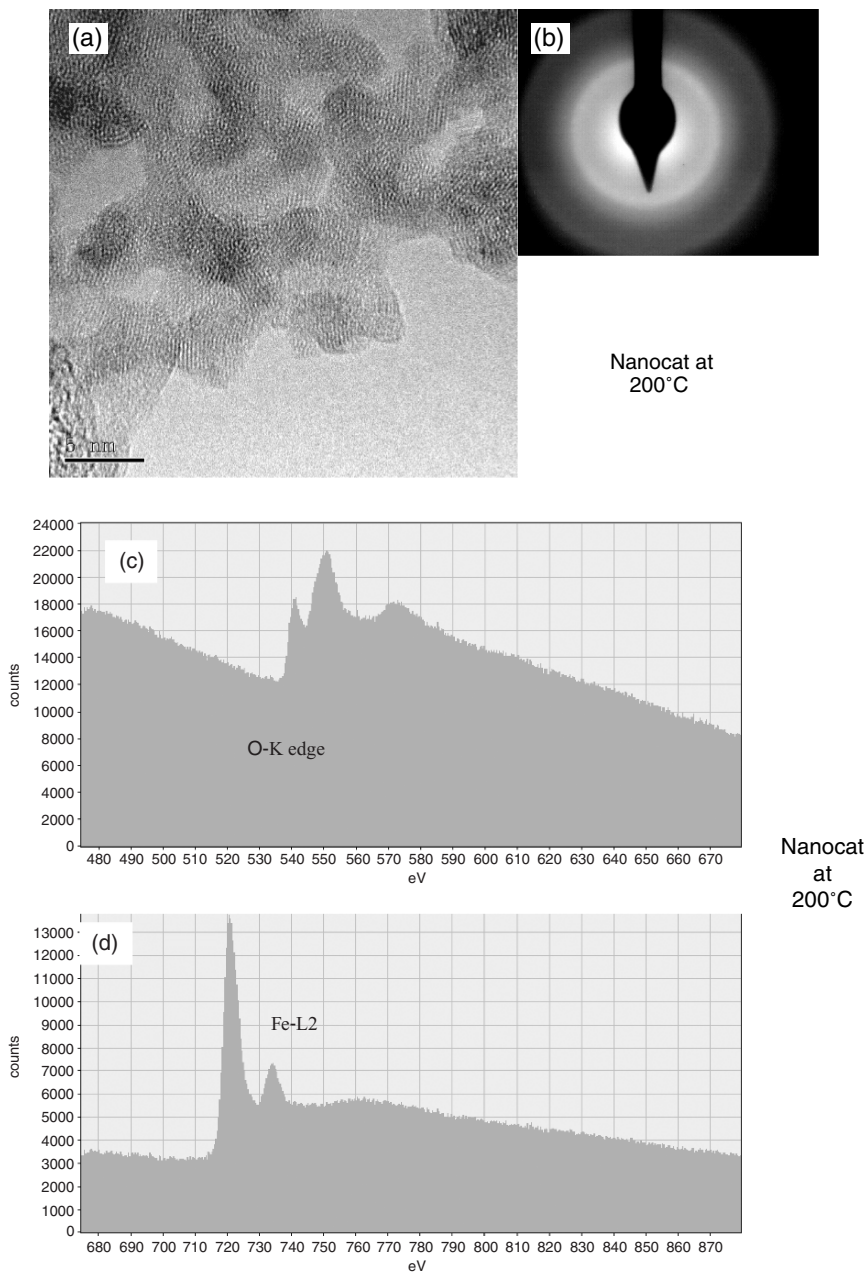 (a)
(b)
5 nm
Nanocat at
200˚C
(c)
24000
22000
20000
18000
16000
14000
12000
10000
8000
6000
4000
2000
0
counts
O-K edge
480 490 500 510 520 530 540 550 560 570 580 590 600 610 620 630 640 650 660 670
eV
Nanocat
at
200˚C
(d)
13000
12000
11000
10000
9000
8000
7000
6000
5000
4000
3000
2000
1000
0
counts
Fe-L2
680 690 700 710 720 730 740 750 760 770 780 790 800 810 820 830 840 850 860 870
eV